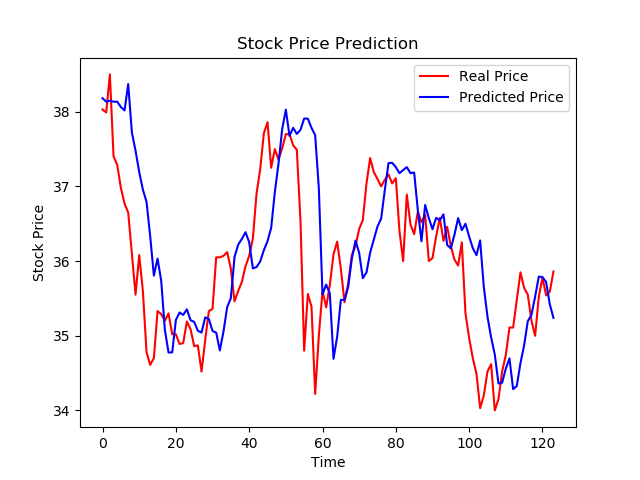 Stock Price Prediction
Real Price
Predicted Price
Stock Price
38
37
36
35
34
0 20 40 60 80 100 120
Time